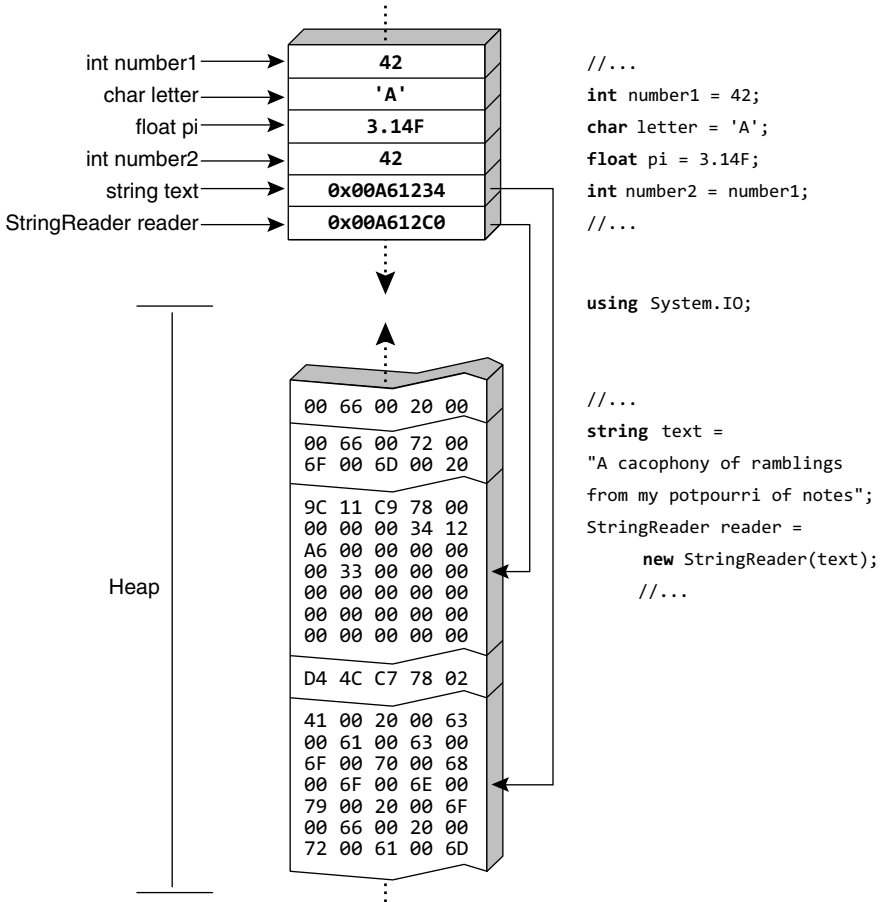 int number1
char letter
float pi
int number2
string text
StringReader reader
42
'A'
3.14F
42
0x00A61234
0x00A612C0
//...
int number1 = 42;
char letter = 'A';
float pi = 3.14F;
int number2 = number1;
//...
using System.IO;
//...
string text =
"A cacophony of ramblings
from my potpourri of notes";
StringReader reader =
new StringReader(text);
//...
Heap
00 66 00 20 00
00 66 00 72 00
6F 00 6D 00 20
9C 11 C9 78 00
00 00 00 34 12
A6 00 00 00 00
00 33 00 00 00
00 00 00 00 00
00 00 00 00 00
00 00 00 00 00
D4 4C C7 78 02
41 00 20 00 63
00 61 00 63 00
6F 00 70 00 68
00 6F 00 6E 00
79 00 20 00 6F
00 66 00 20 00
72 00 61 00 6D